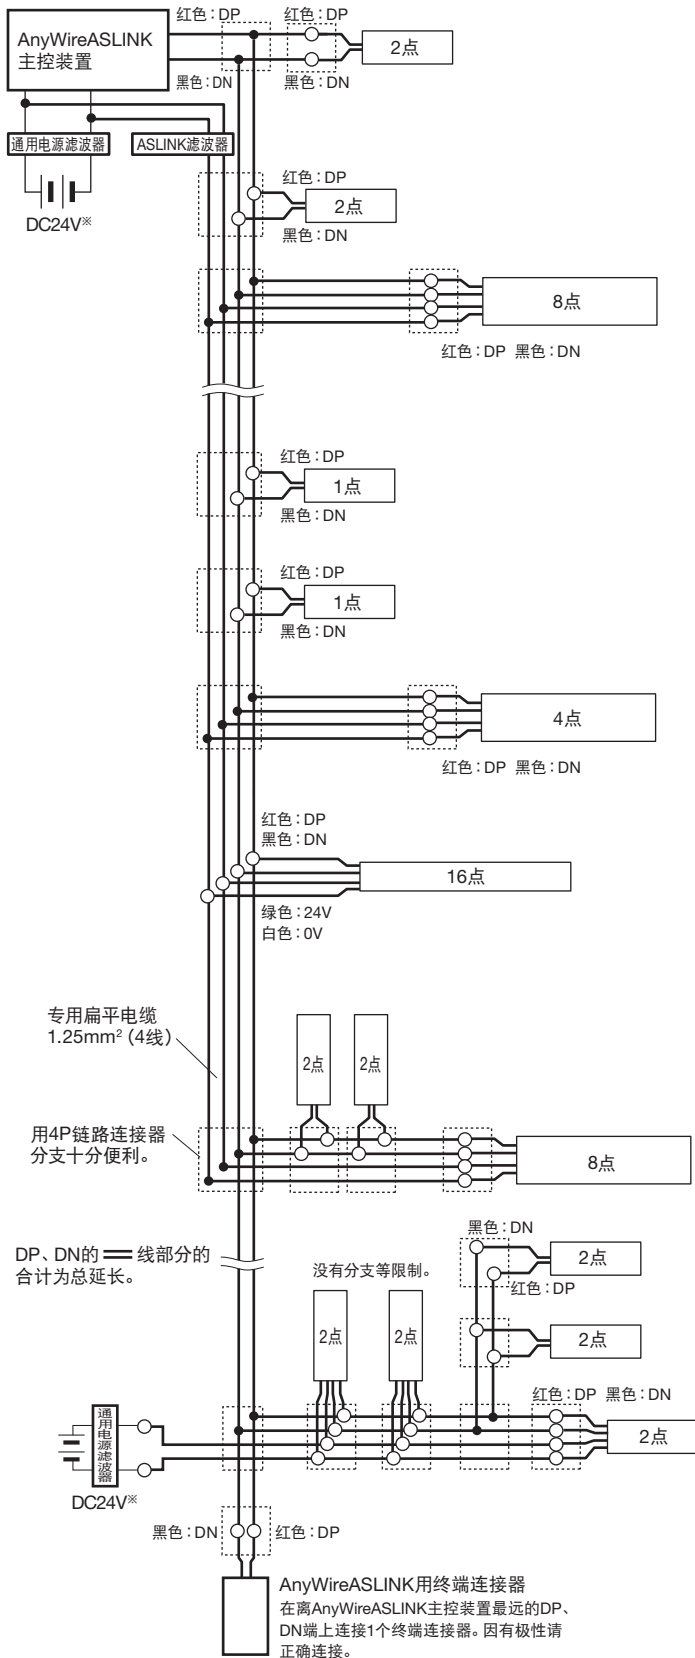 红色：DP
红色：DP
AnyWireASLINK
主控装置
2点
黑色：DN
黑色：DN
通用电源滤波器
ASLINK滤波器
DC24V※
红色：DP
2点
黑色：DN
8点
红色：DP 黑色：DN
红色：DP
1点
黑色：DN
红色：DP
1点
黑色：DN
4点
红色：DP 黑色：DN
红色：DP
黑色：DN
16点
绿色：24V
白色：0V
专用扁平电缆
1.25mm²（4线）
2点
2点
用4P链路连接器
分支十分便利。
8点
黑色：DN
DP、DN的 线部分的
合计为总延长。
没有分支等限制。
2点
红色：DP
2点
2点
2点
红色：DP 黑色：DN
通用电源滤波器
2点
DC24V※
黑色：DN
红色：DP
AnyWireASLINK用终端连接器
在离AnyWireASLINK主控装置最远的DP、
DN端上连接1个终端连接器。因有极性请
正确连接。